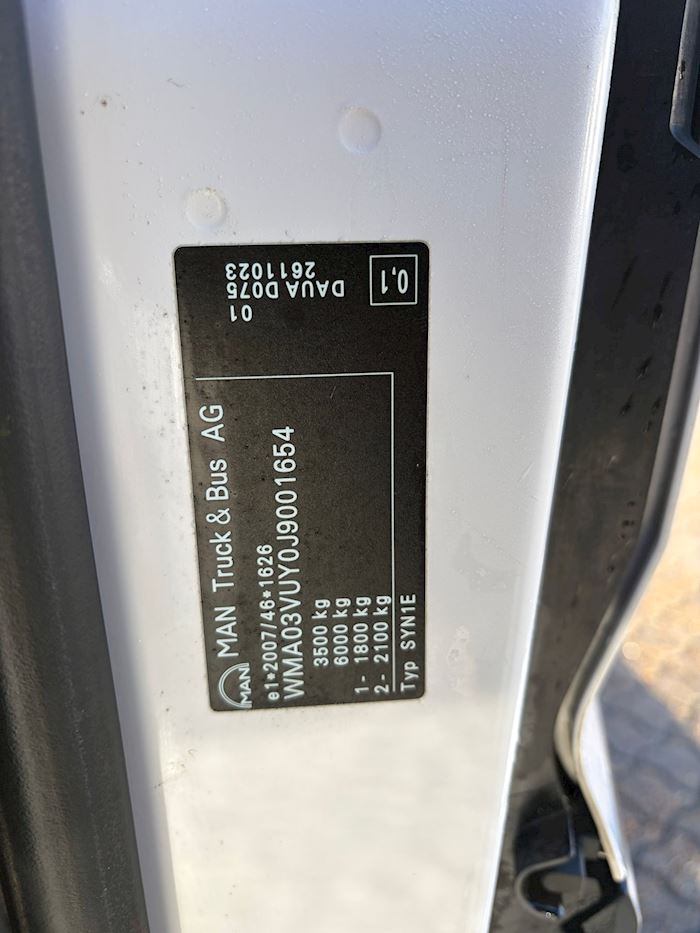 MAN
MAN Truck & Bus AG
e1*2007/46*1626
WMA03VUY0J9001654
3500 kg
6000 kg
1- 1800 kg
2- 2100 kg
Typ SYN1E
0,1
DAUA D075
2611023
01